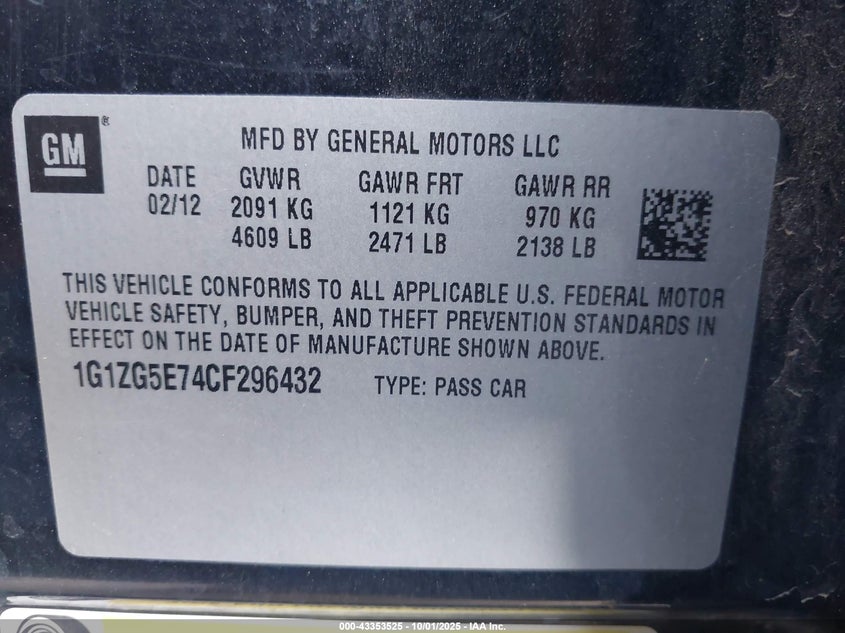 GM ®
MFD BY GENERAL MOTORS LLC
DATE GVWR GAWR FRT GAWR RR
02/12 2091 KG 1121 KG 970 KG
4609 LB 2471 LB 2138 LB
THIS VEHICLE CONFORMS TO ALL APPLICABLE U.S. FEDERAL MOTOR
VEHICLE SAFETY, BUMPER, AND THEFT PREVENTION STANDARDS IN
EFFECT ON THE DATE OF MANUFACTURE SHOWN ABOVE.
1G1ZG5E74CF296432 TYPE: PASS CAR
000-43353525 - 10/01/2025 - IAA Inc.